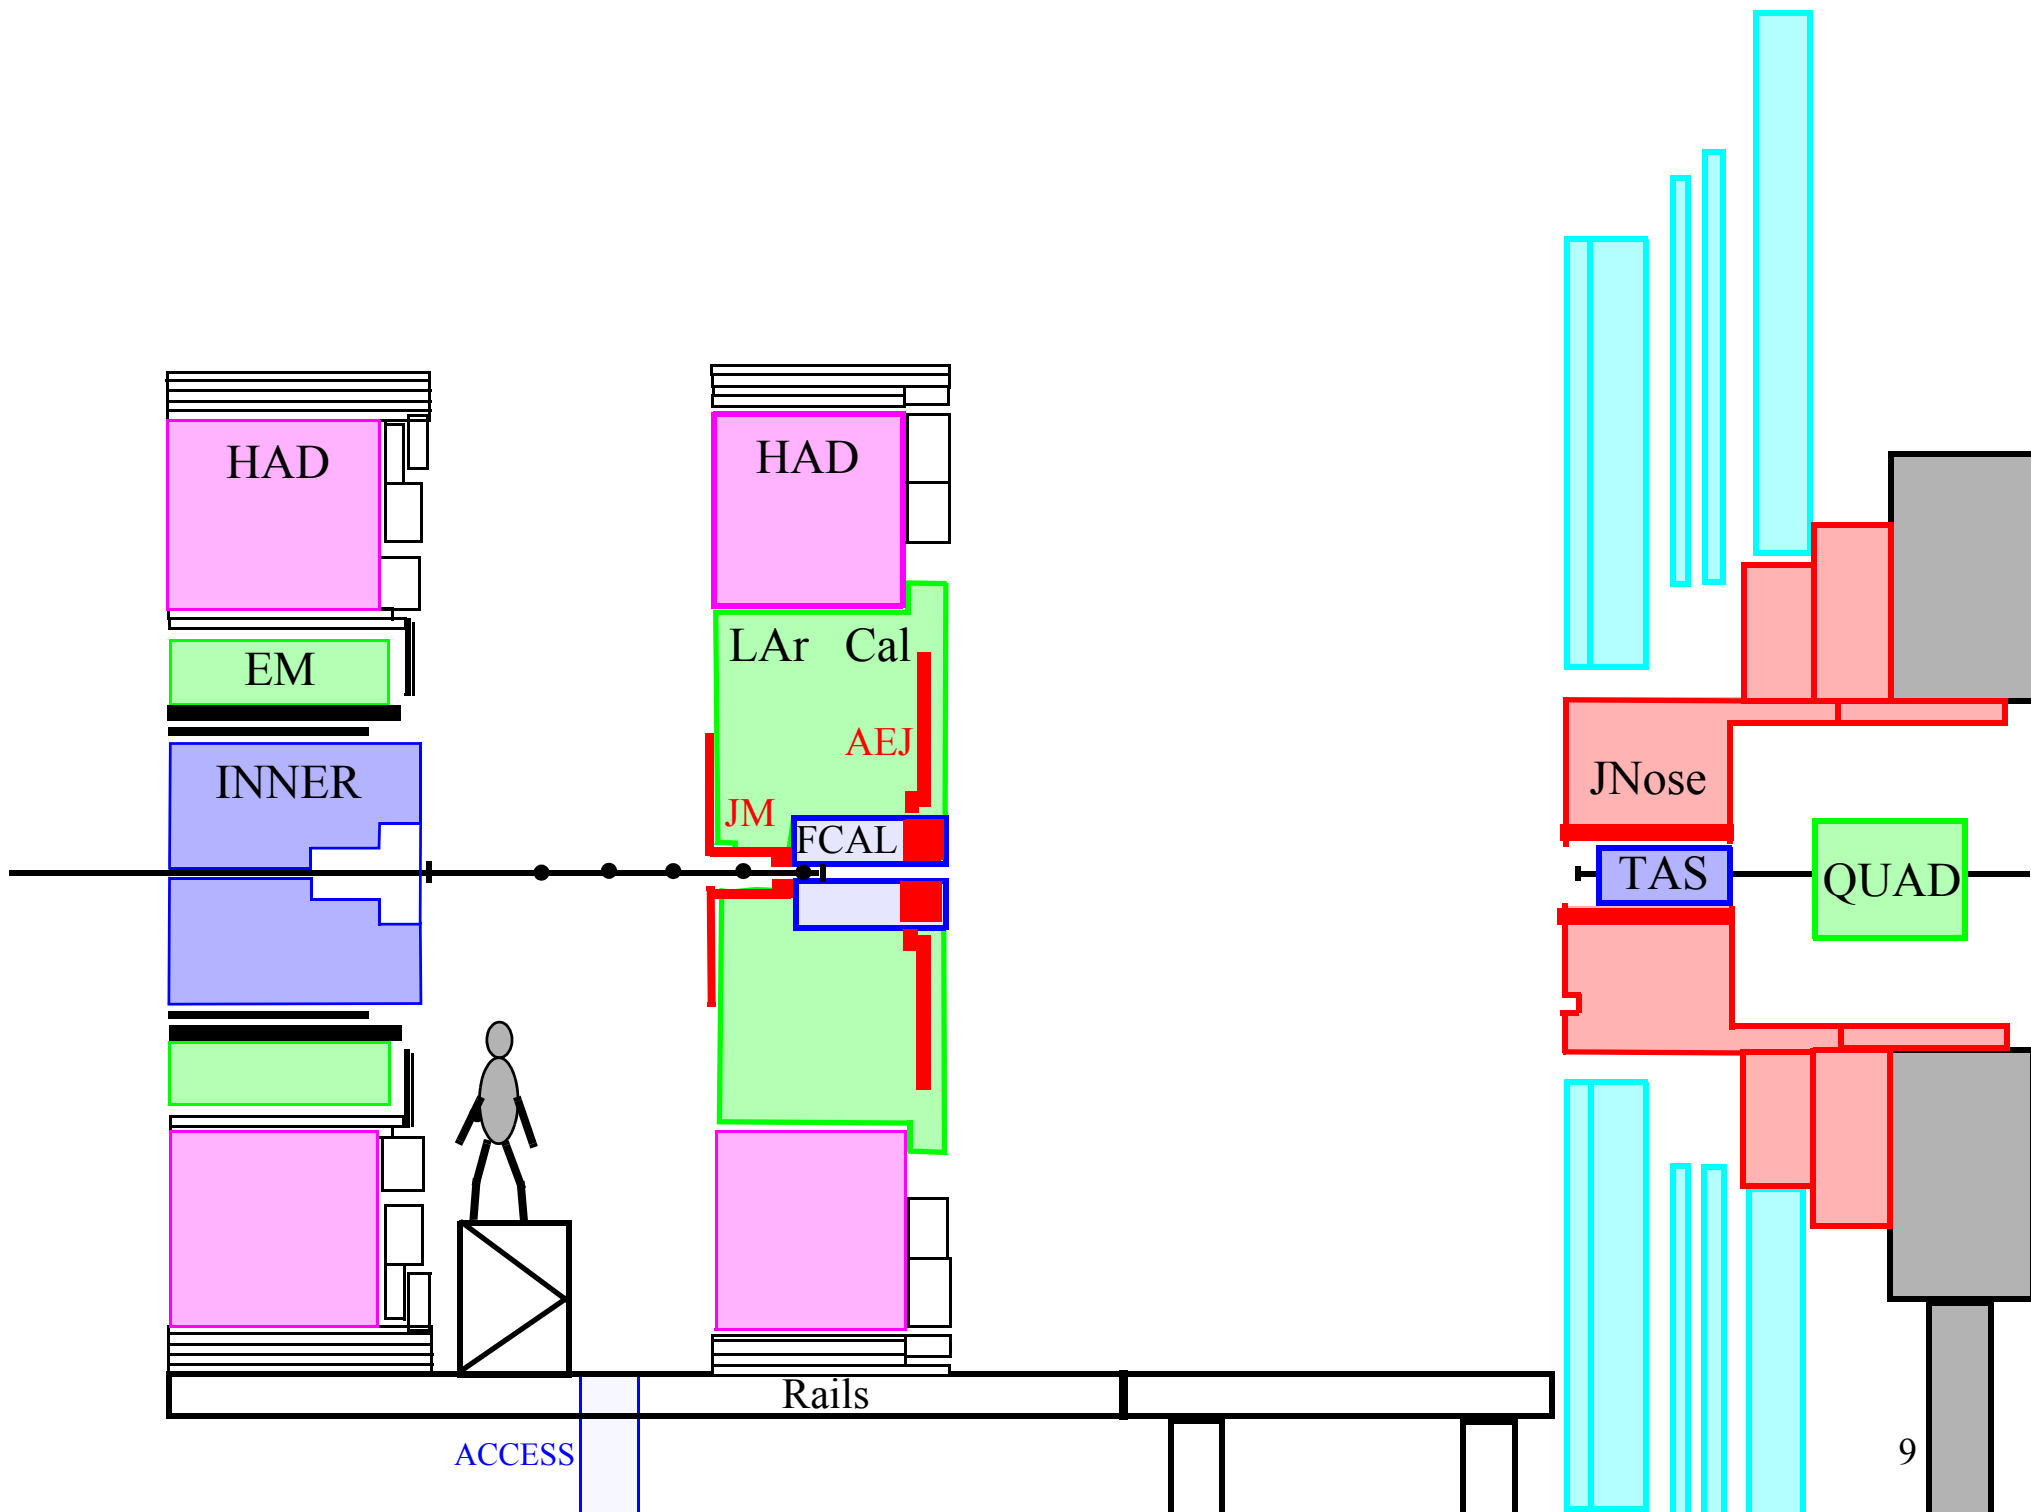 HAD
HAD
LAr Cal
EM
AEJ
INNER
JNose
JM
FCAL
TAS
QUAD
Rails
ACCESS
9